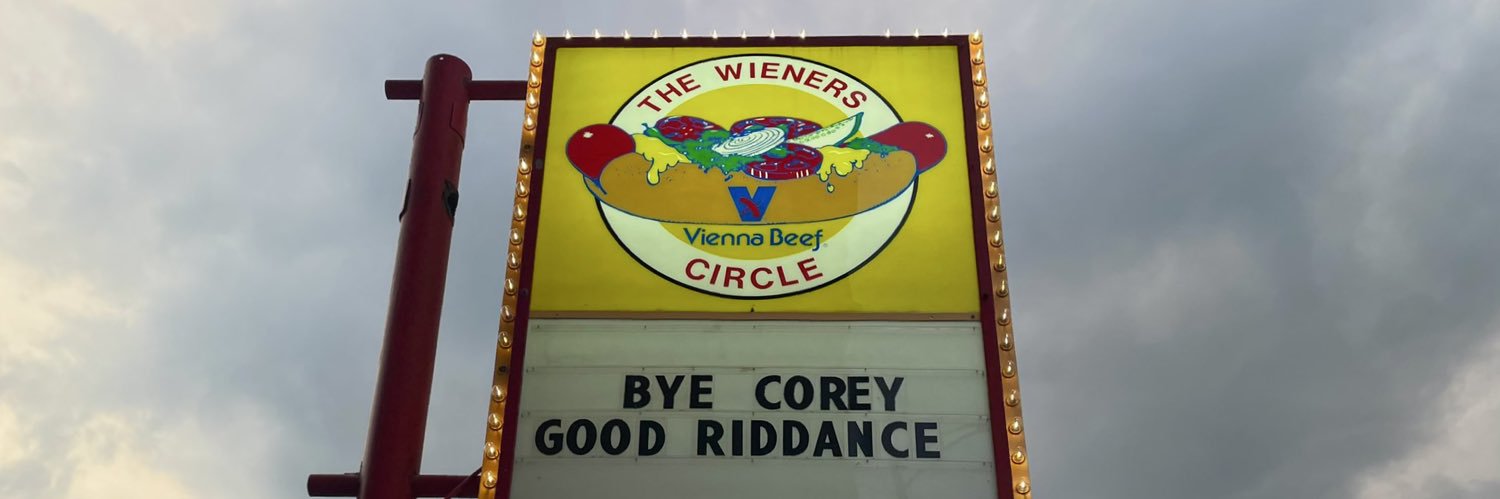 THE WIENERS
V
Vienna Beef®
CIRCLE
BYE COREY
GOOD RIDDANCE